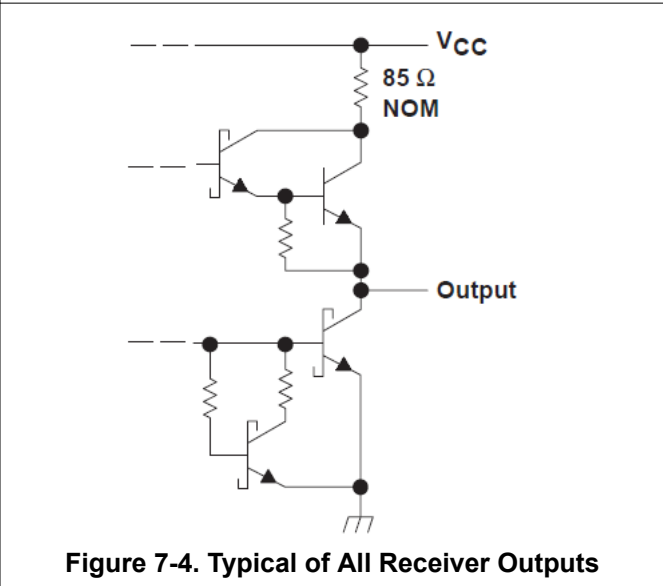 VCC
85 Ω
NOM
Output
Figure 7-4. Typical of All Receiver Outputs